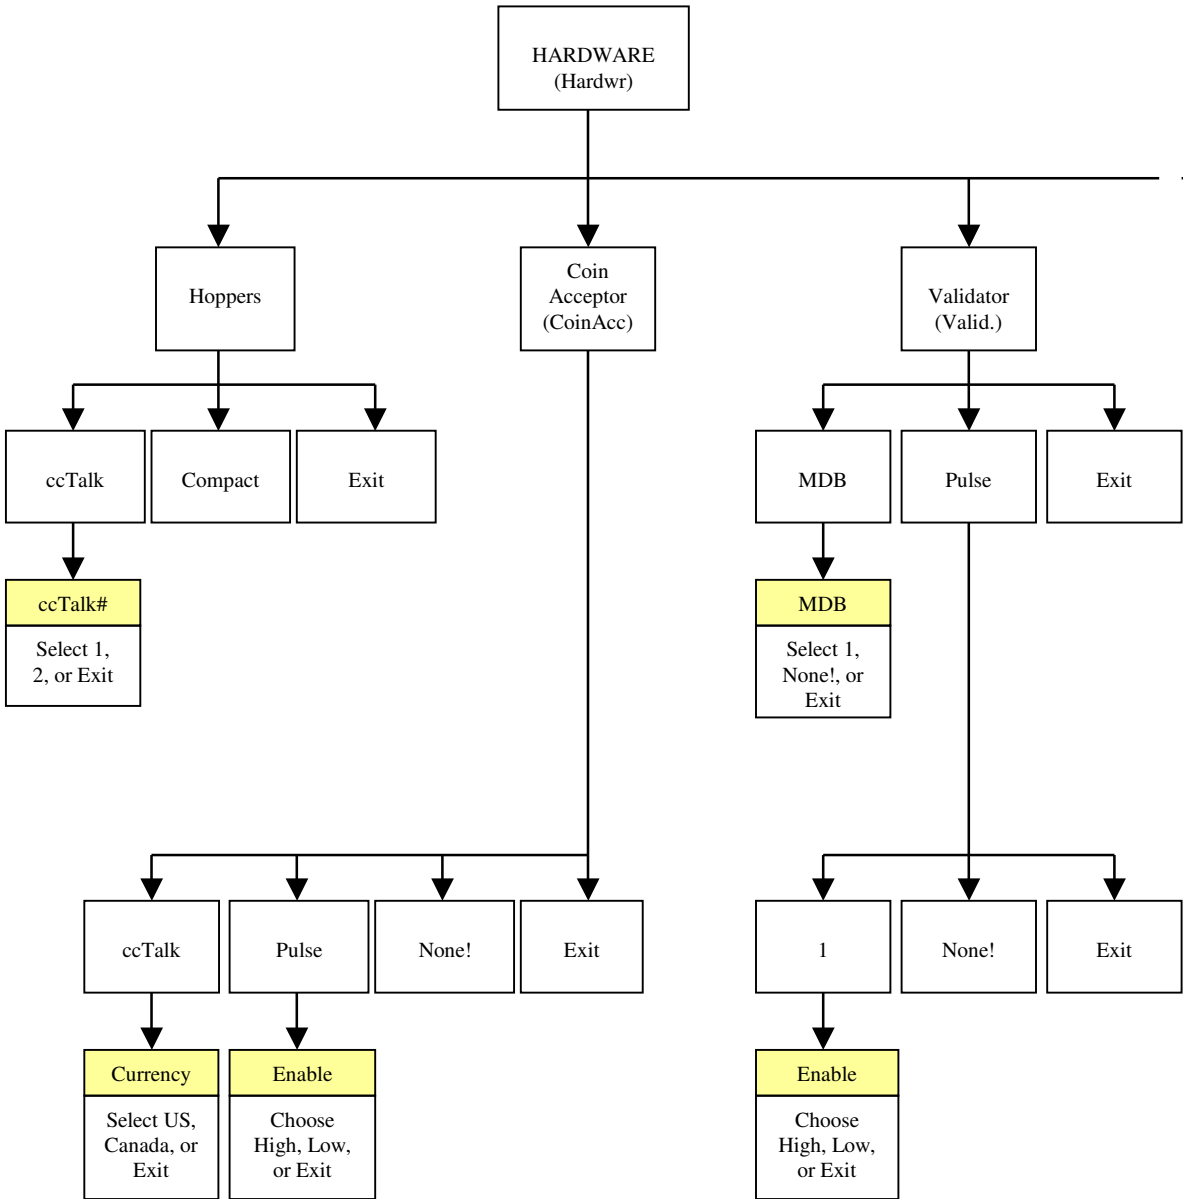 HARDWARE
(Hardwr)
Hoppers
Coin
Acceptor
(CoinAcc)
Validator
(Valid.)
ccTalk
Compact
Exit
MDB
Pulse
Exit
ccTalk#
Select 1,
2, or Exit
MDB
Select 1,
None!, or
Exit
ccTalk
Pulse
None!
Exit
1
None!
Exit
Currency
Select US,
Canada, or
Exit
Enable
Choose
High, Low,
or Exit
Enable
Choose
High, Low,
or Exit